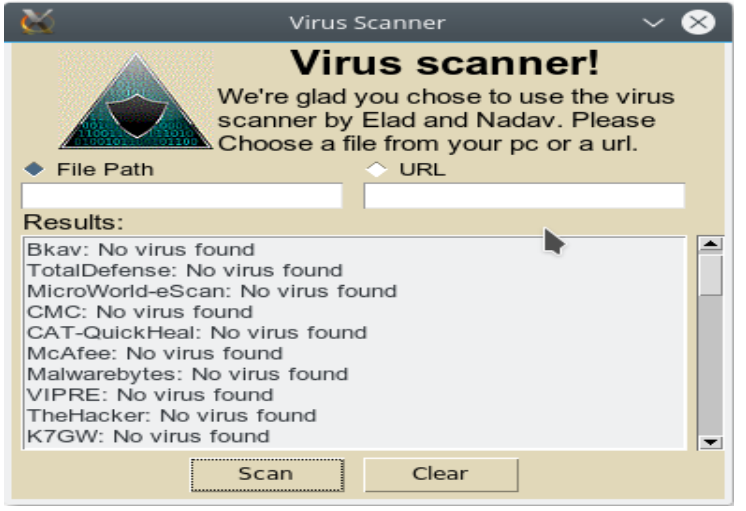 Virus Scanner
Virus scanner!
We're glad you chose to use the virus
scanner by Elad and Nadav. Please
Choose a file from your pc or a url.
File Path URL
Results:
Bkav: No virus found
TotalDefense: No virus found
MicroWorld-eScan: No virus found
CMC: No virus found
CAT-QuickHeal: No virus found
McAfee: No virus found
Malwarebytes: No virus found
VIPRE: No virus found
TheHacker: No virus found
K7GW: No virus found
Scan Clear